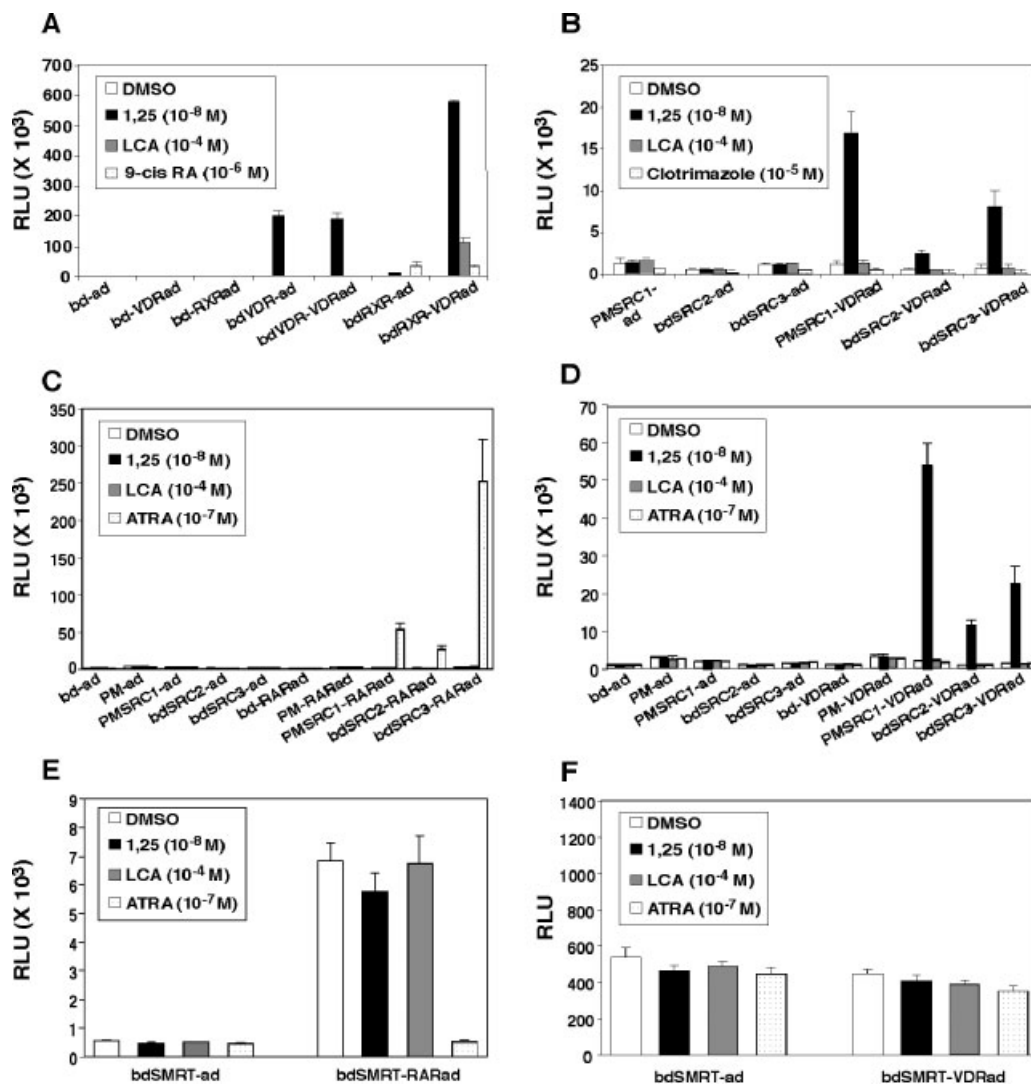 A
RLU (X 10³)
700
600
500
400
300
200
100
0
DMSO
1,25 (10⁻⁸ M)
LCA (10⁻⁴ M)
9-cis RA (10⁻⁶ M)
bd-ad
bd-VDRad
bd-RXRad
bdVDR-ad
bdVDR-VDRad
bdRXR-ad
bdRXR-VDRad
B
RLU (X 10³)
25
20
15
10
5
0
DMSO
1,25 (10⁻⁸ M)
LCA (10⁻⁴ M)
Clotrimazole (10⁻⁵ M)
PMSRC1-
ad
bdSRC2-ad
bdSRC3-ad
PMSRC1-VDRad
bdSRC2-VDRad
bdSRC3-VDRad
C
RLU (X 10³)
350
300
250
200
150
100
50
0
DMSO
1,25 (10⁻⁸ M)
LCA (10⁻⁴ M)
ATRA (10⁻⁷ M)
bd-ad
PM-ad
PMSRC1-ad
bdSRC2-ad
bdSRC3-ad
bd-RARad
PM-RARad
PMSRC1-RARad
bdSRC2-RARad
bdSRC3-RARad
D
RLU (X 10³)
70
60
50
40
30
20
10
0
DMSO
1,25 (10⁻⁸ M)
LCA (10⁻⁴ M)
ATRA (10⁻⁷ M)
bd-ad
PM-ad
PMSRC1-ad
bdSRC2-ad
bdSRC3-ad
bd-VDRad
PM-VDRad
PMSRC1-VDRad
bdSRC2-VDRad
bdSRC3-VDRad
E
RLU (X 10³)
9
8
7
6
5
4
3
2
1
0
DMSO
1,25 (10⁻⁸ M)
LCA (10⁻⁴ M)
ATRA (10⁻⁷ M)
bdSMRT-ad
bdSMRT-RARad
F
RLU
1400
1200
1000
800
600
400
200
0
DMSO
1,25 (10⁻⁸ M)
LCA (10⁻⁴ M)
ATRA (10⁻⁷ M)
bdSMRT-ad
bdSMRT-VDRad